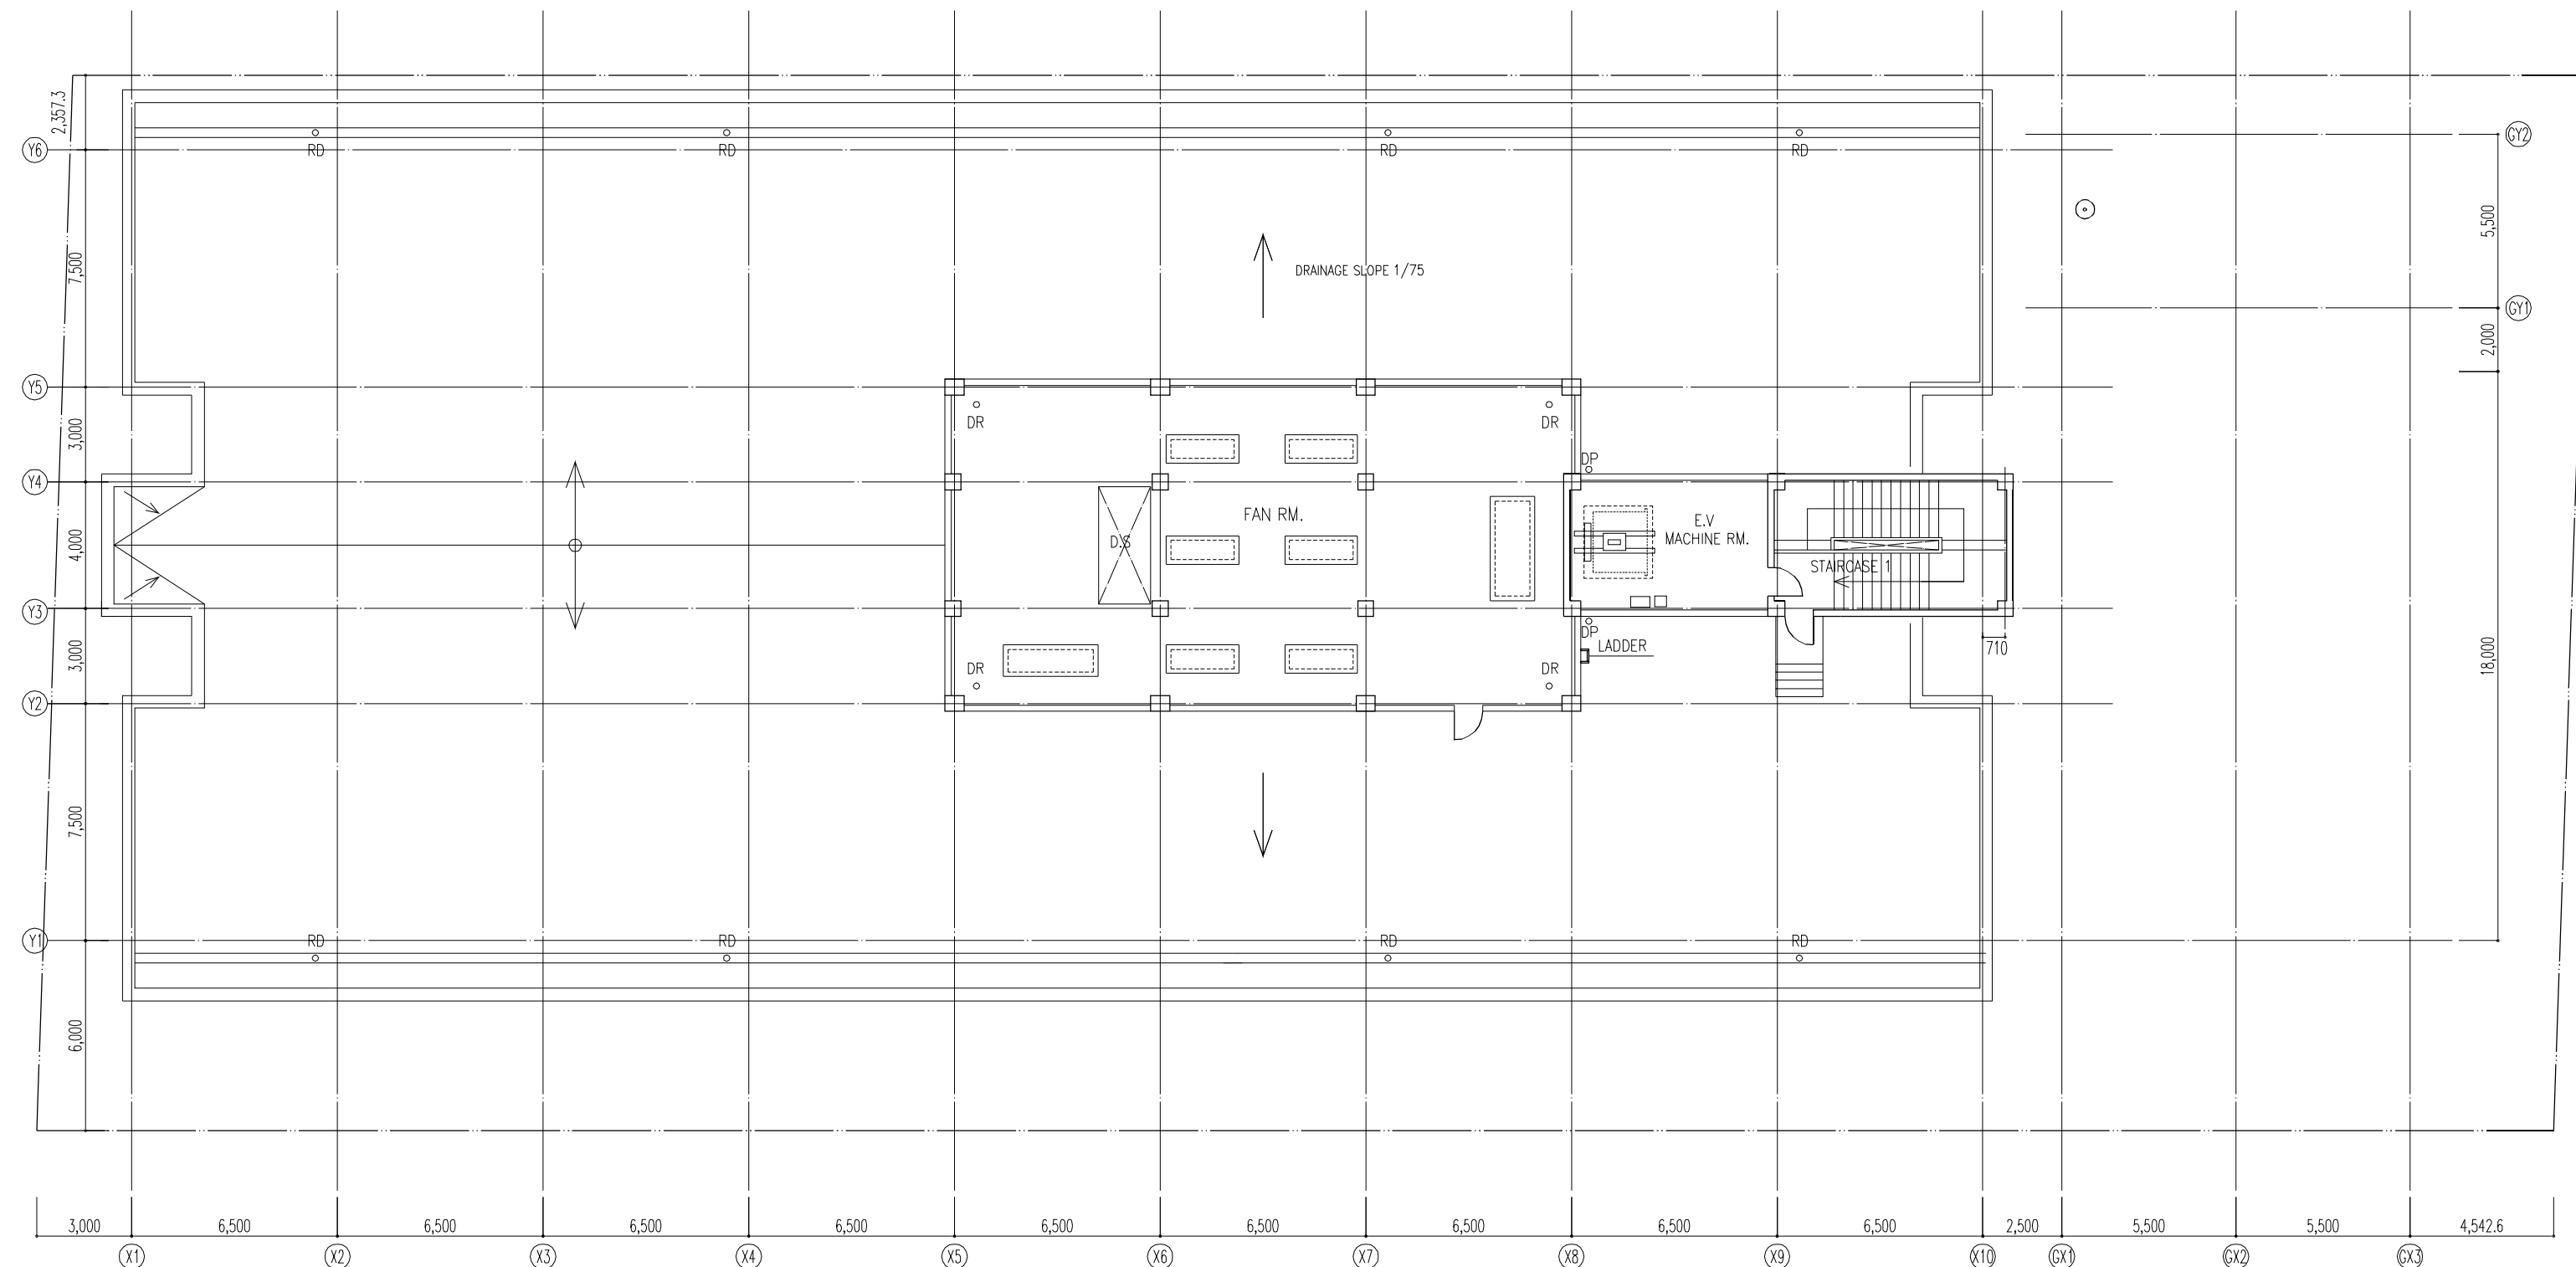 2,357.3
Y6
RD
RD
RD
RD
GY2
5,500
7,500
DRAINAGE SLOPE 1/75
GY1
2,000
Y5
DR
DR
3,000
DP
Y4
FAN RM.
E.V
MACHINE RM.
D.S
4,000
STAIRCASE 1
Y3
DP
LADDER
710
3,000
DR
DR
18,000
Y2
7,500
Y1
RD
RD
RD
RD
6,000
3,000
6,500
6,500
6,500
6,500
6,500
6,500
6,500
6,500
6,500
2,500
5,500
5,500
4,542.6
X1
X2
X3
X4
X5
X6
X7
X8
X9
X10
GX1
GX2
GX3